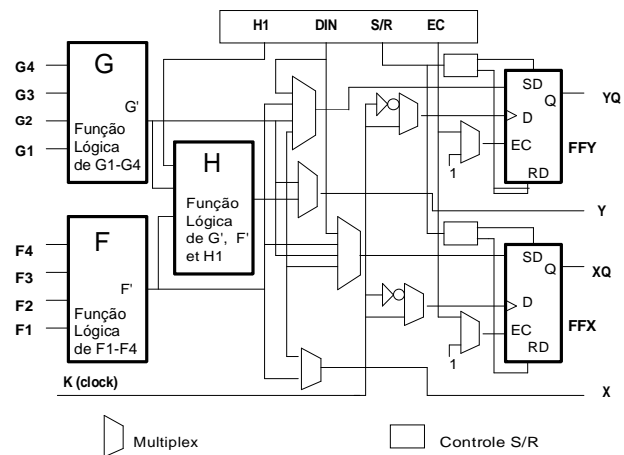 H1 DIN S/R EC
G4
G3
G2
G1
G
G'
Função
Lógica
de G1-G4
H
Função
Lógica
de G', F'
et H1
F4
F3
F2
F1
F
F'
Função
Lógica
de F1-F4
K (clock)
SD
Q
D
EC
RD
1
YQ
FFY
Y
SD
Q
D
EC
RD
1
XQ
FFX
X
Multiplex
Controle S/R